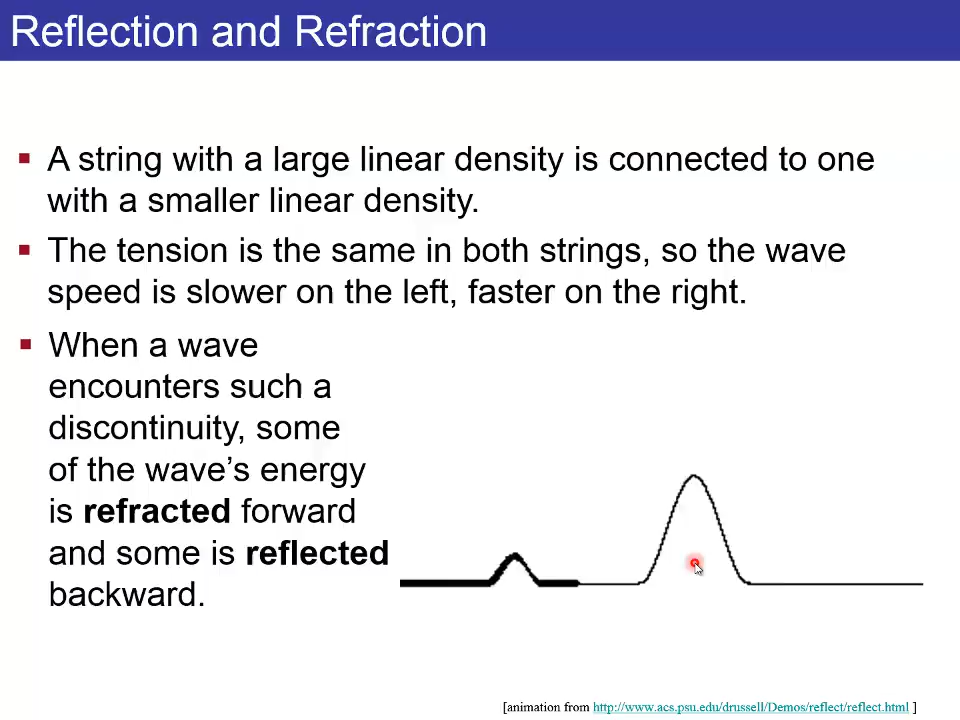 Reflection and Refraction
▪ A string with a large linear density is connected to one
with a smaller linear density.
▪ The tension is the same in both strings, so the wave
speed is slower on the left, faster on the right.
▪ When a wave
encounters such a
discontinuity, some
of the wave’s energy
is refracted forward
and some is reflected
backward.
[animation from http://www.acs.psu.edu/drussell/Demos/reflect/reflect.html ]